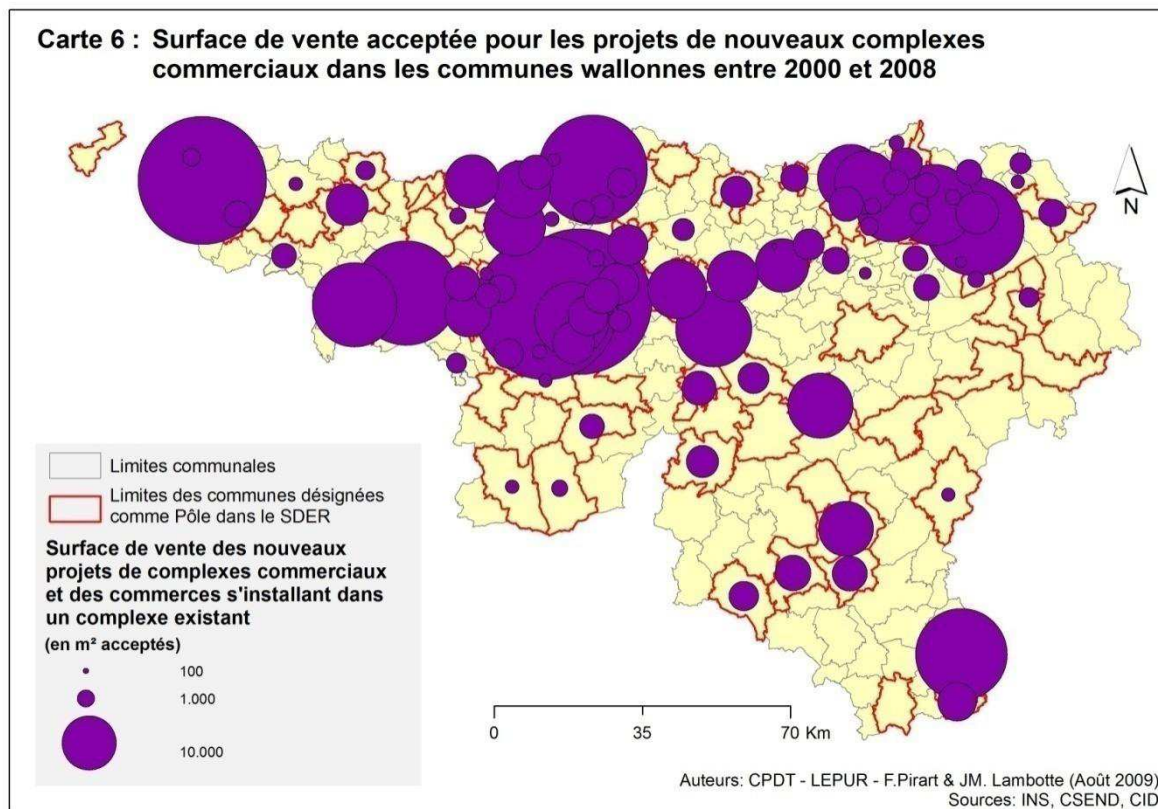 Carte 6 : Surface de vente acceptée pour les projets de nouveaux complexes
commerciaux dans les communes wallonnes entre 2000 et 2008
N
Limites communales
Limites des communes désignées
comme Pôle dans le SDER
Surface de vente des nouveaux
projets de complexes commerciaux
et des commerces s'installant dans
un complexe existant
(en m² acceptés)
100
1.000
10.000
0 35 70 Km
Auteurs: CPDT - LEPUR - F.Pirart & JM. Lambotte (Août 2009)
Sources: INS, CSEND, CID